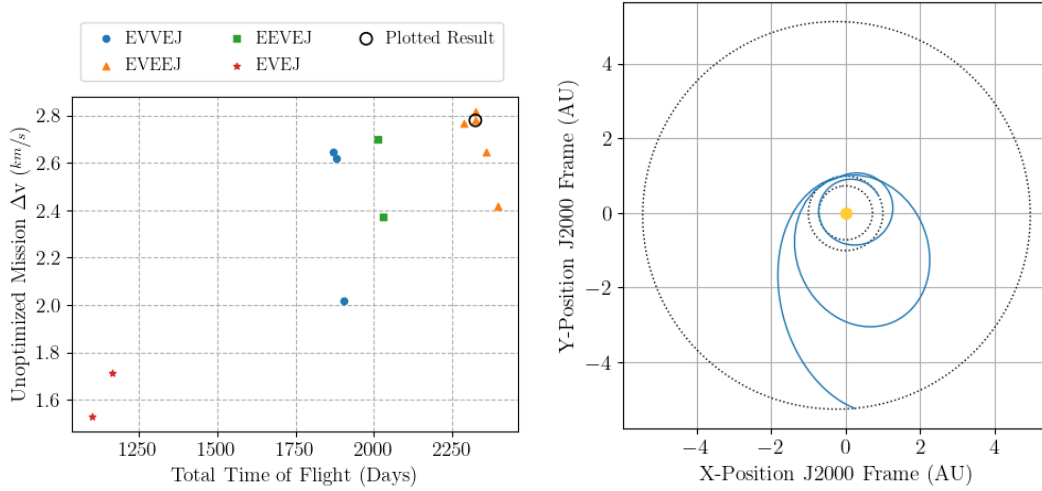 EVVEJ
EEVEJ
Plotted Result
EVEEJ
EVEJ
Unoptimized Mission Δv (km/s)
2.8
2.6
2.4
2.2
2.0
1.8
1.6
1250
1500
1750
2000
2250
Total Time of Flight (Days)
Y-Position J2000 Frame (AU)
4
2
0
−2
−4
−4
−2
0
2
4
X-Position J2000 Frame (AU)